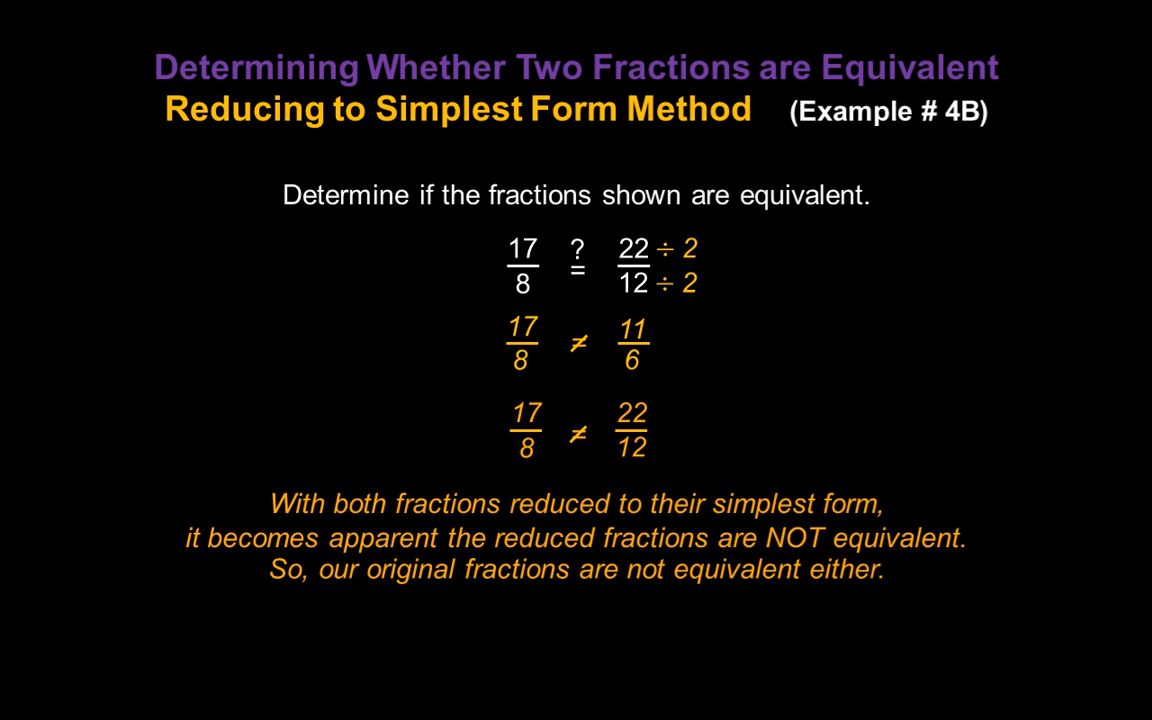 Determining Whether Two Fractions are Equivalent
Reducing to Simplest Form Method (Example # 4B)
Determine if the fractions shown are equivalent.
17 ? 22 ÷ 2
8 = 12 ÷ 2
17 ≠ 11
8 6
17 ≠ 22
8 12
With both fractions reduced to their simplest form,
it becomes apparent the reduced fractions are NOT equivalent.
So, our original fractions are not equivalent either.